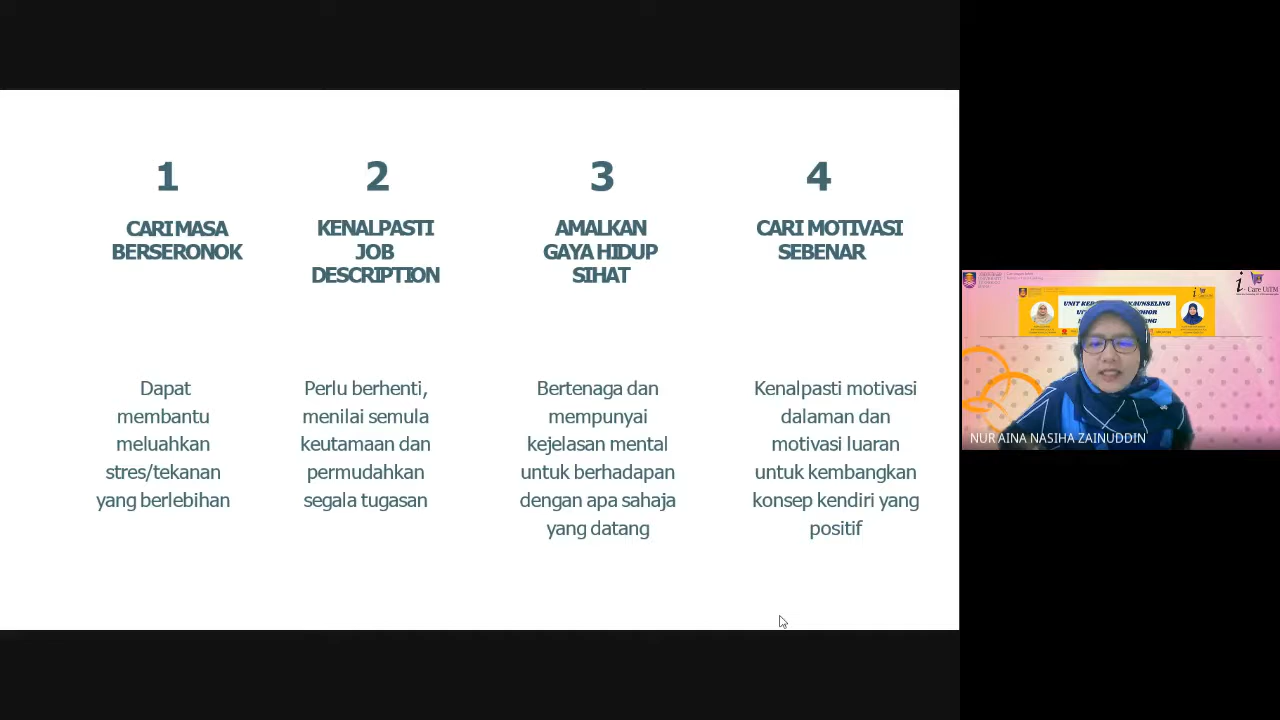 1
CARI MASA
BERSERONOK
Dapat
membantu
meluahkan
stres/tekanan
yang berlebihan
2
KENALPASTI
JOB
DESCRIPTION
Perlu berhenti,
menilai semula
keutamaan dan
permudahkan
segala tugasan
3
AMALKAN
GAYA HIDUP
SIHAT
Bertenaga dan
mempunyai
kejelasan mental
untuk berhadapan
dengan apa sahaja
yang datang
4
CARI MOTIVASI
SEBENAR
Kenalpasti motivasi
dalaman dan
motivasi luaran
untuk kembangkan
konsep kendiri yang
positif
i Care UiTM
NUR AINA NASIHA ZAINUDDIN